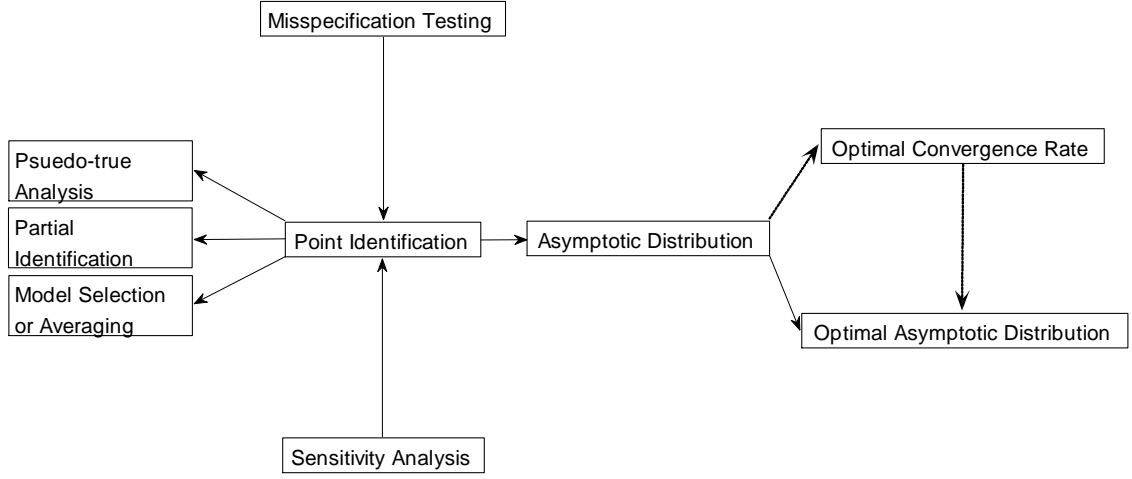 Misspecification Testing
Psuedo-true
Analysis
Partial
Identification
Model Selection
or Averaging
Point Identification
Asymptotic Distribution
Optimal Convergence Rate
Optimal Asymptotic Distribution
Sensitivity Analysis